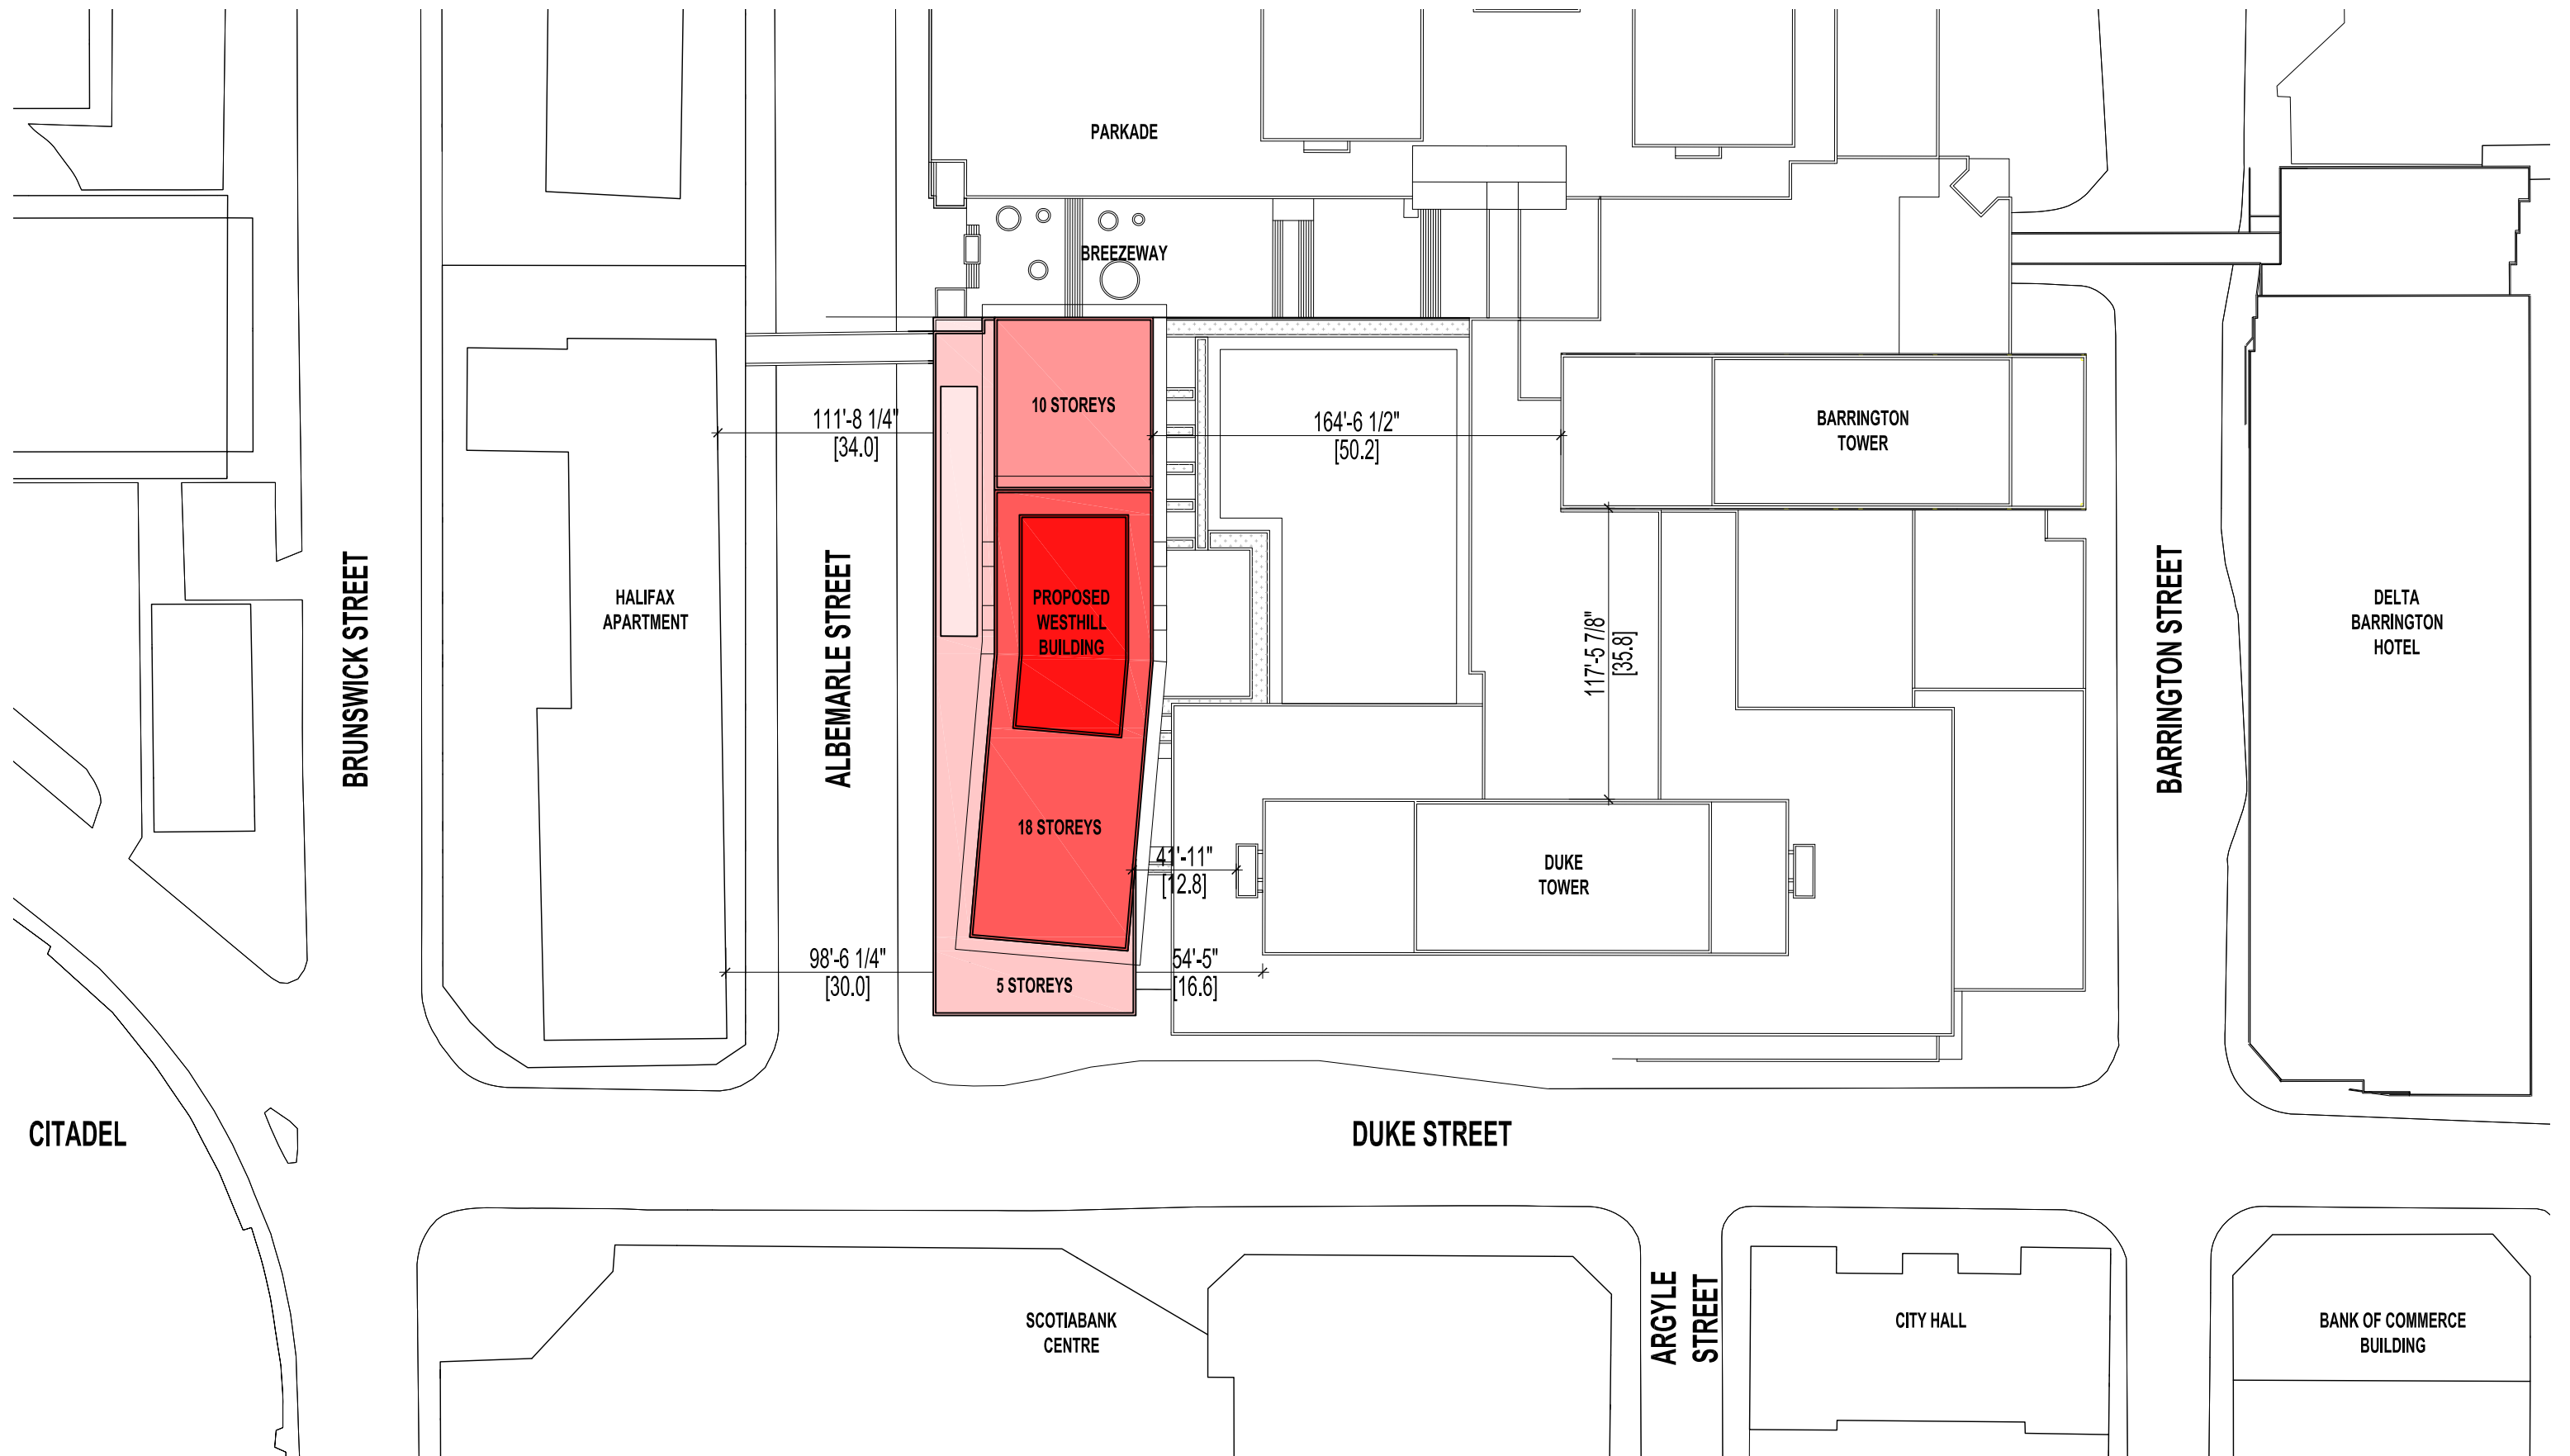 PARKADE
BREEZEWAY
10 STOREYS
111'-8 1/4"
[34.0]
164'-6 1/2"
[50.2]
BARRINGTON
TOWER
BRUNSWICK STREET
HALIFAX
APARTMENT
ALBEMARLE STREET
PROPOSED
WESTHILL
BUILDING
117'-5 7/8"
[35.8]
BARRINGTON STREET
DELTA
BARRINGTON
HOTEL
18 STOREYS
41'-11"
[12.8]
DUKE
TOWER
98'-6 1/4"
[30.0]
5 STOREYS
54'-5"
[16.6]
CITADEL
DUKE STREET
SCOTIABANK
CENTRE
ARGYLE
STREET
CITY HALL
BANK OF COMMERCE
BUILDING